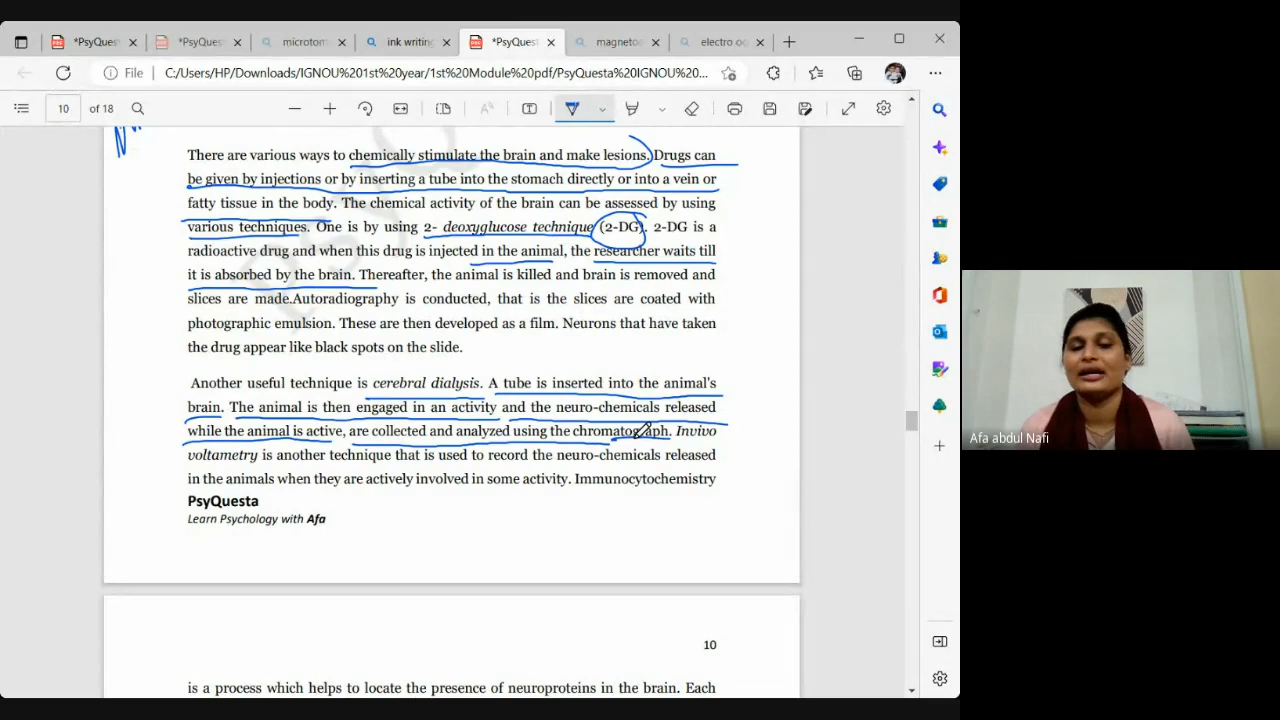 *PsyQues
*PsyQues
microtom
ink writing
*PsyQuest
magnetoe
electro oc
File
C:/Users/HP/Downloads/IGNOU%201st%20year/1st%20Module%20pdf/PsyQuesta%20IGNOU%20...
10 of 18
There are various ways to chemically stimulate the brain and make lesions. Drugs can
be given by injections or by inserting a tube into the stomach directly or into a vein or
fatty tissue in the body. The chemical activity of the brain can be assessed by using
various techniques. One is by using 2- deoxyglucose technique (2-DG). 2-DG is a
radioactive drug and when this drug is injected in the animal, the researcher waits till
it is absorbed by the brain. Thereafter, the animal is killed and brain is removed and
slices are made.Autoradiography is conducted, that is the slices are coated with
photographic emulsion. These are then developed as a film. Neurons that have taken
the drug appear like black spots on the slide.
Another useful technique is cerebral dialysis. A tube is inserted into the animal's
brain. The animal is then engaged in an activity and the neuro-chemicals released
while the animal is active, are collected and analyzed using the chromatograph. Invivo
voltametry is another technique that is used to record the neuro-chemicals released
in the animals when they are actively involved in some activity. Immunocytochemistry
PsyQuesta
Learn Psychology with Afa
10
is a process which helps to locate the presence of neuroproteins in the brain. Each
Afa abdul Nafi